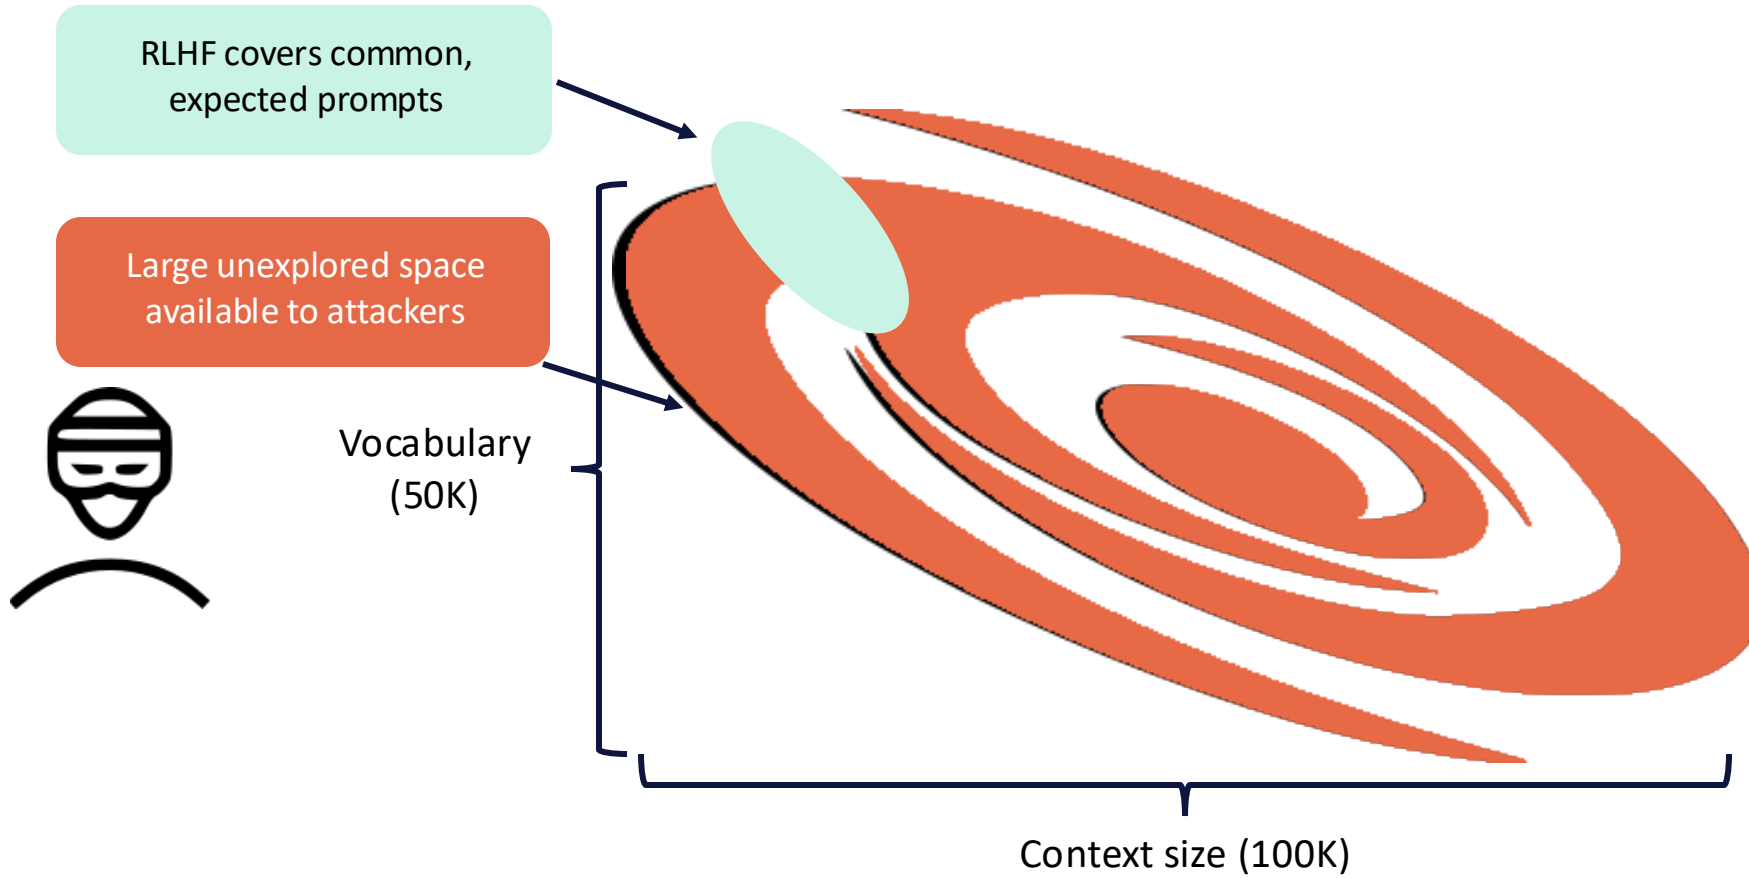 RLHF covers common,
expected prompts
Large unexplored space
available to attackers
Vocabulary
(50K)
Context size (100K)